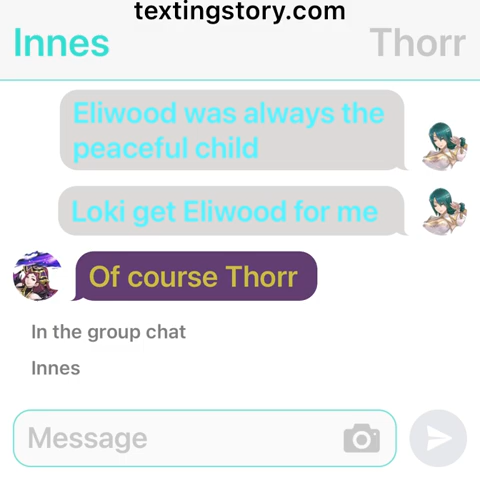 textingstory.com
Innes
Thorr
Eliwood was always the
peaceful child
Loki get Eliwood for me
Of course Thorr
In the group chat
Innes
Message